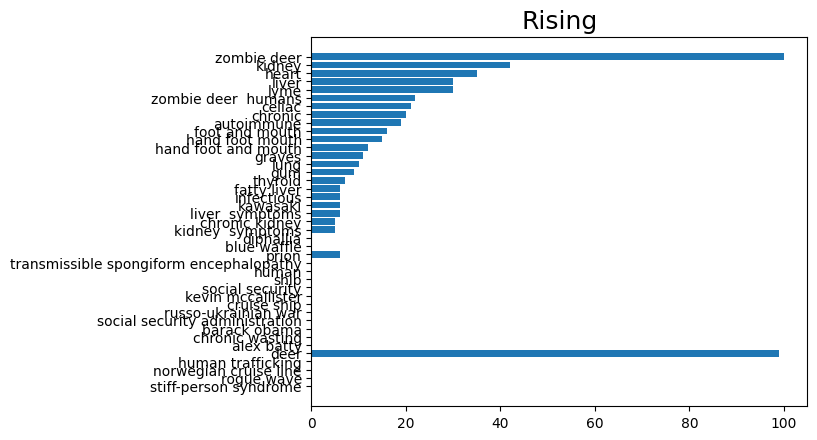 Rising
zombie deer
kidney
heart
liver
lyme
zombie deer  humans
celiac
chronic
autoimmune
foot and mouth
hand foot mouth
hand foot and mouth
graves
lung
gum
thyroid
fatty liver
infectious
kawasaki
liver  symptoms
chronic kidney
kidney  symptoms
diphallia
blue waffle
prion
transmissible spongiform encephalopathy
human
ship
social security
kevin mccallister
cruise ship
russo-ukrainian war
social security administration
barack obama
chronic wasting
alex batty
deer
human trafficking
norwegian cruise line
rogue wave
stiff-person syndrome
0 20 40 60 80 100